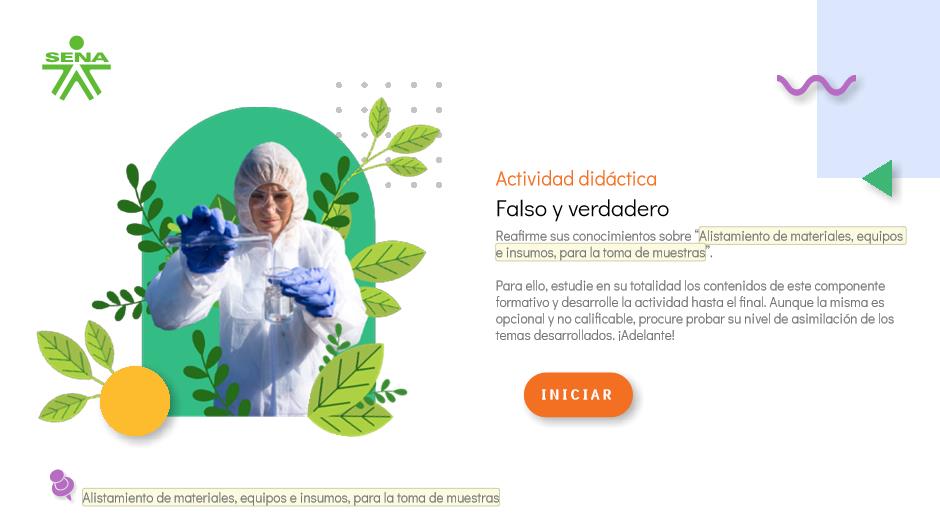 SENA
Actividad didáctica
Falso y verdadero
Reafirme sus conocimientos sobre “Alistamiento de materiales, equipos
e insumos, para la toma de muestras”.
Para ello, estudie en su totalidad los contenidos de este componente
formativo y desarrolle la actividad hasta el final. Aunque la misma es
opcional y no calificable, procure probar su nivel de asimilación de los
temas desarrollados. ¡Adelante!
INICIAR
Alistamiento de materiales, equipos e insumos, para la toma de muestras